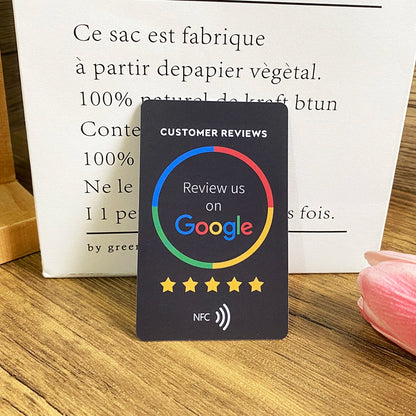 Ce sac est fabrique
à partir depapier vègètal.
100% naturel de kraft btun
Conte
100%
Ne le
I 1 pe s fois.
by green
CUSTOMER REVIEWS
Review us
on
Google
NFC